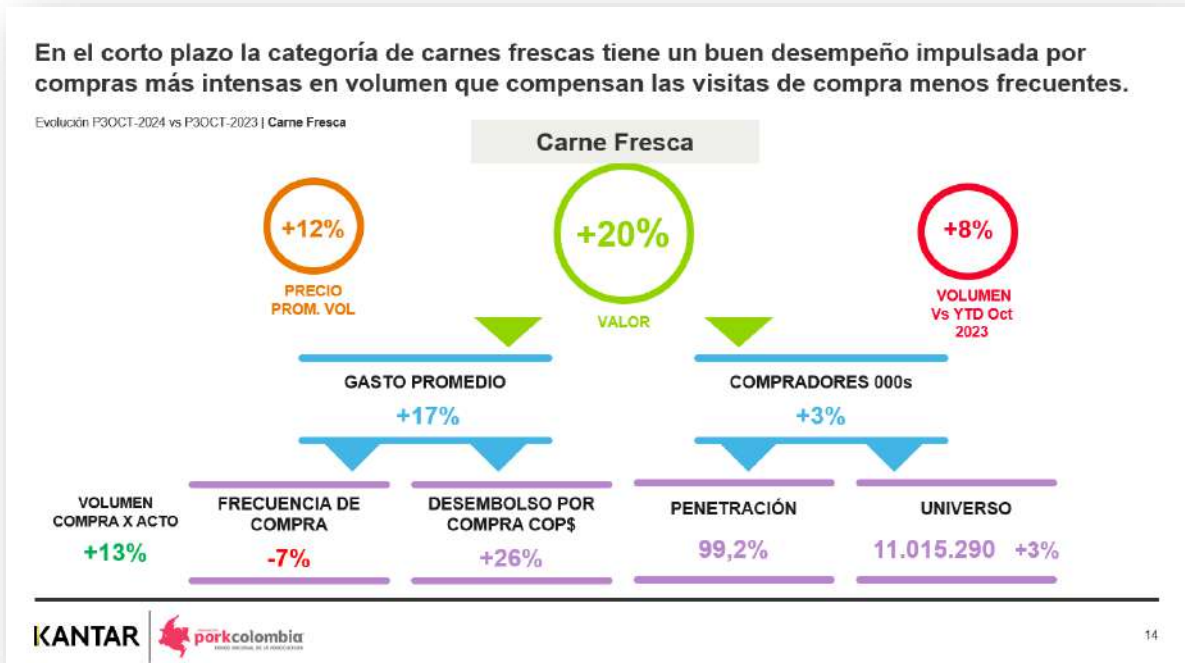 En el corto plazo la categoría de carnes frescas tiene un buen desempeño impulsada por
compras más intensas en volumen que compensan las visitas de compra menos frecuentes.
Evolución P3OCT-2024 vs P3OCT-2023 | Carne Fresca
Carne Fresca
+12%
PRECIO
PROM. VOL
+20%
VALOR
+8%
VOLUMEN
Vs YTD Oct
2023
GASTO PROMEDIO
+17%
COMPRADORES 000s
+3%
VOLUMEN
COMPRA X ACTO
+13%
FRECUENCIA DE
COMPRA
-7%
DESEMBOLSO POR
COMPRA COP$
+26%
PENETRACIÓN
99,2%
UNIVERSO
11.015.290 +3%
KANTAR
porkcolombia
14